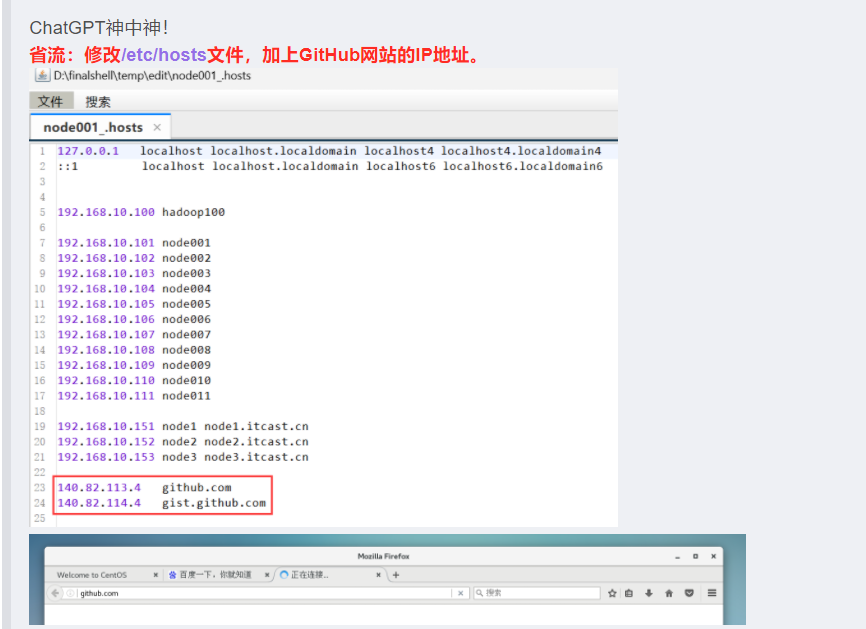 ChatGPT神中神！
省流：修改/etc/hosts文件，加上GitHub网站的IP地址。
D:\finalshell\temp\edit\node001_.hosts
文件 搜索
node001_.hosts ×
1 127.0.0.1 localhost localhost.localdomain localhost4 localhost4.localdomain4
2 ::1 localhost localhost.localdomain localhost6 localhost6.localdomain6
3
4
5 192.168.10.100 hadoop100
6
7 192.168.10.101 node001
8 192.168.10.102 node002
9 192.168.10.103 node003
10 192.168.10.104 node004
11 192.168.10.105 node005
12 192.168.10.106 node006
13 192.168.10.107 node007
14 192.168.10.108 node008
15 192.168.10.109 node009
16 192.168.10.110 node010
17 192.168.10.111 node011
18
19 192.168.10.151 node1 node1.itcast.cn
20 192.168.10.152 node2 node2.itcast.cn
21 192.168.10.153 node3 node3.itcast.cn
22
23 140.82.113.4 github.com
24 140.82.114.4 gist.github.com
25
Mozilla Firefox
Welcome to CentOS × 百度一下，你就知道 × 正在连接... × +
github.com × 搜索